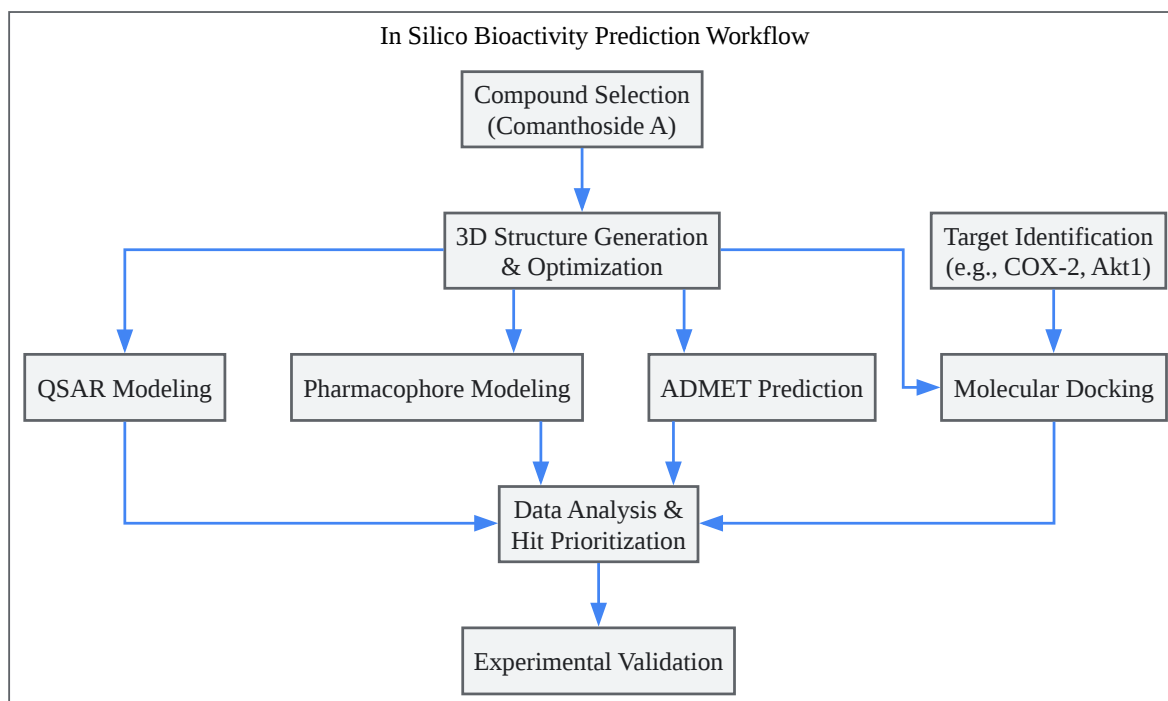 In Silico Bioactivity Prediction Workflow
Compound Selection
(Comanthoside A)
3D Structure Generation
& Optimization
Target Identification
(e.g., COX-2, Akt1)
QSAR Modeling
Pharmacophore Modeling
ADMET Prediction
Molecular Docking
Data Analysis &
Hit Prioritization
Experimental Validation